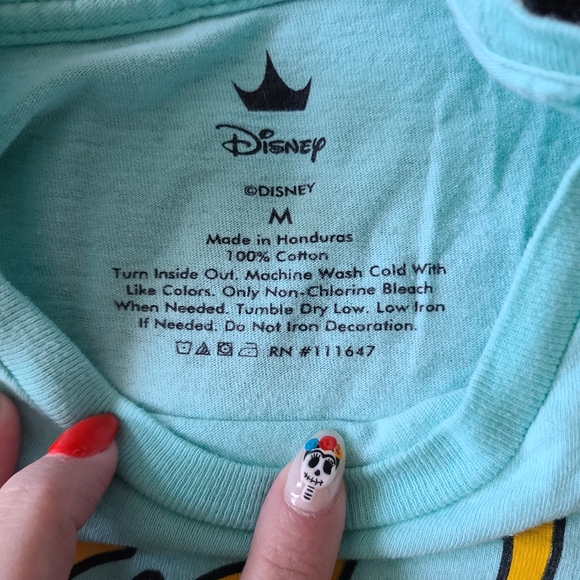 Disney
©DISNEY
M
Made in Honduras
100% Cotton
Turn Inside Out. Machine Wash Cold With
Like Colors. Only Non-Chlorine Bleach
When Needed. Tumble Dry Low. Low Iron
If Needed. Do Not Iron Decoration.
RN #111647